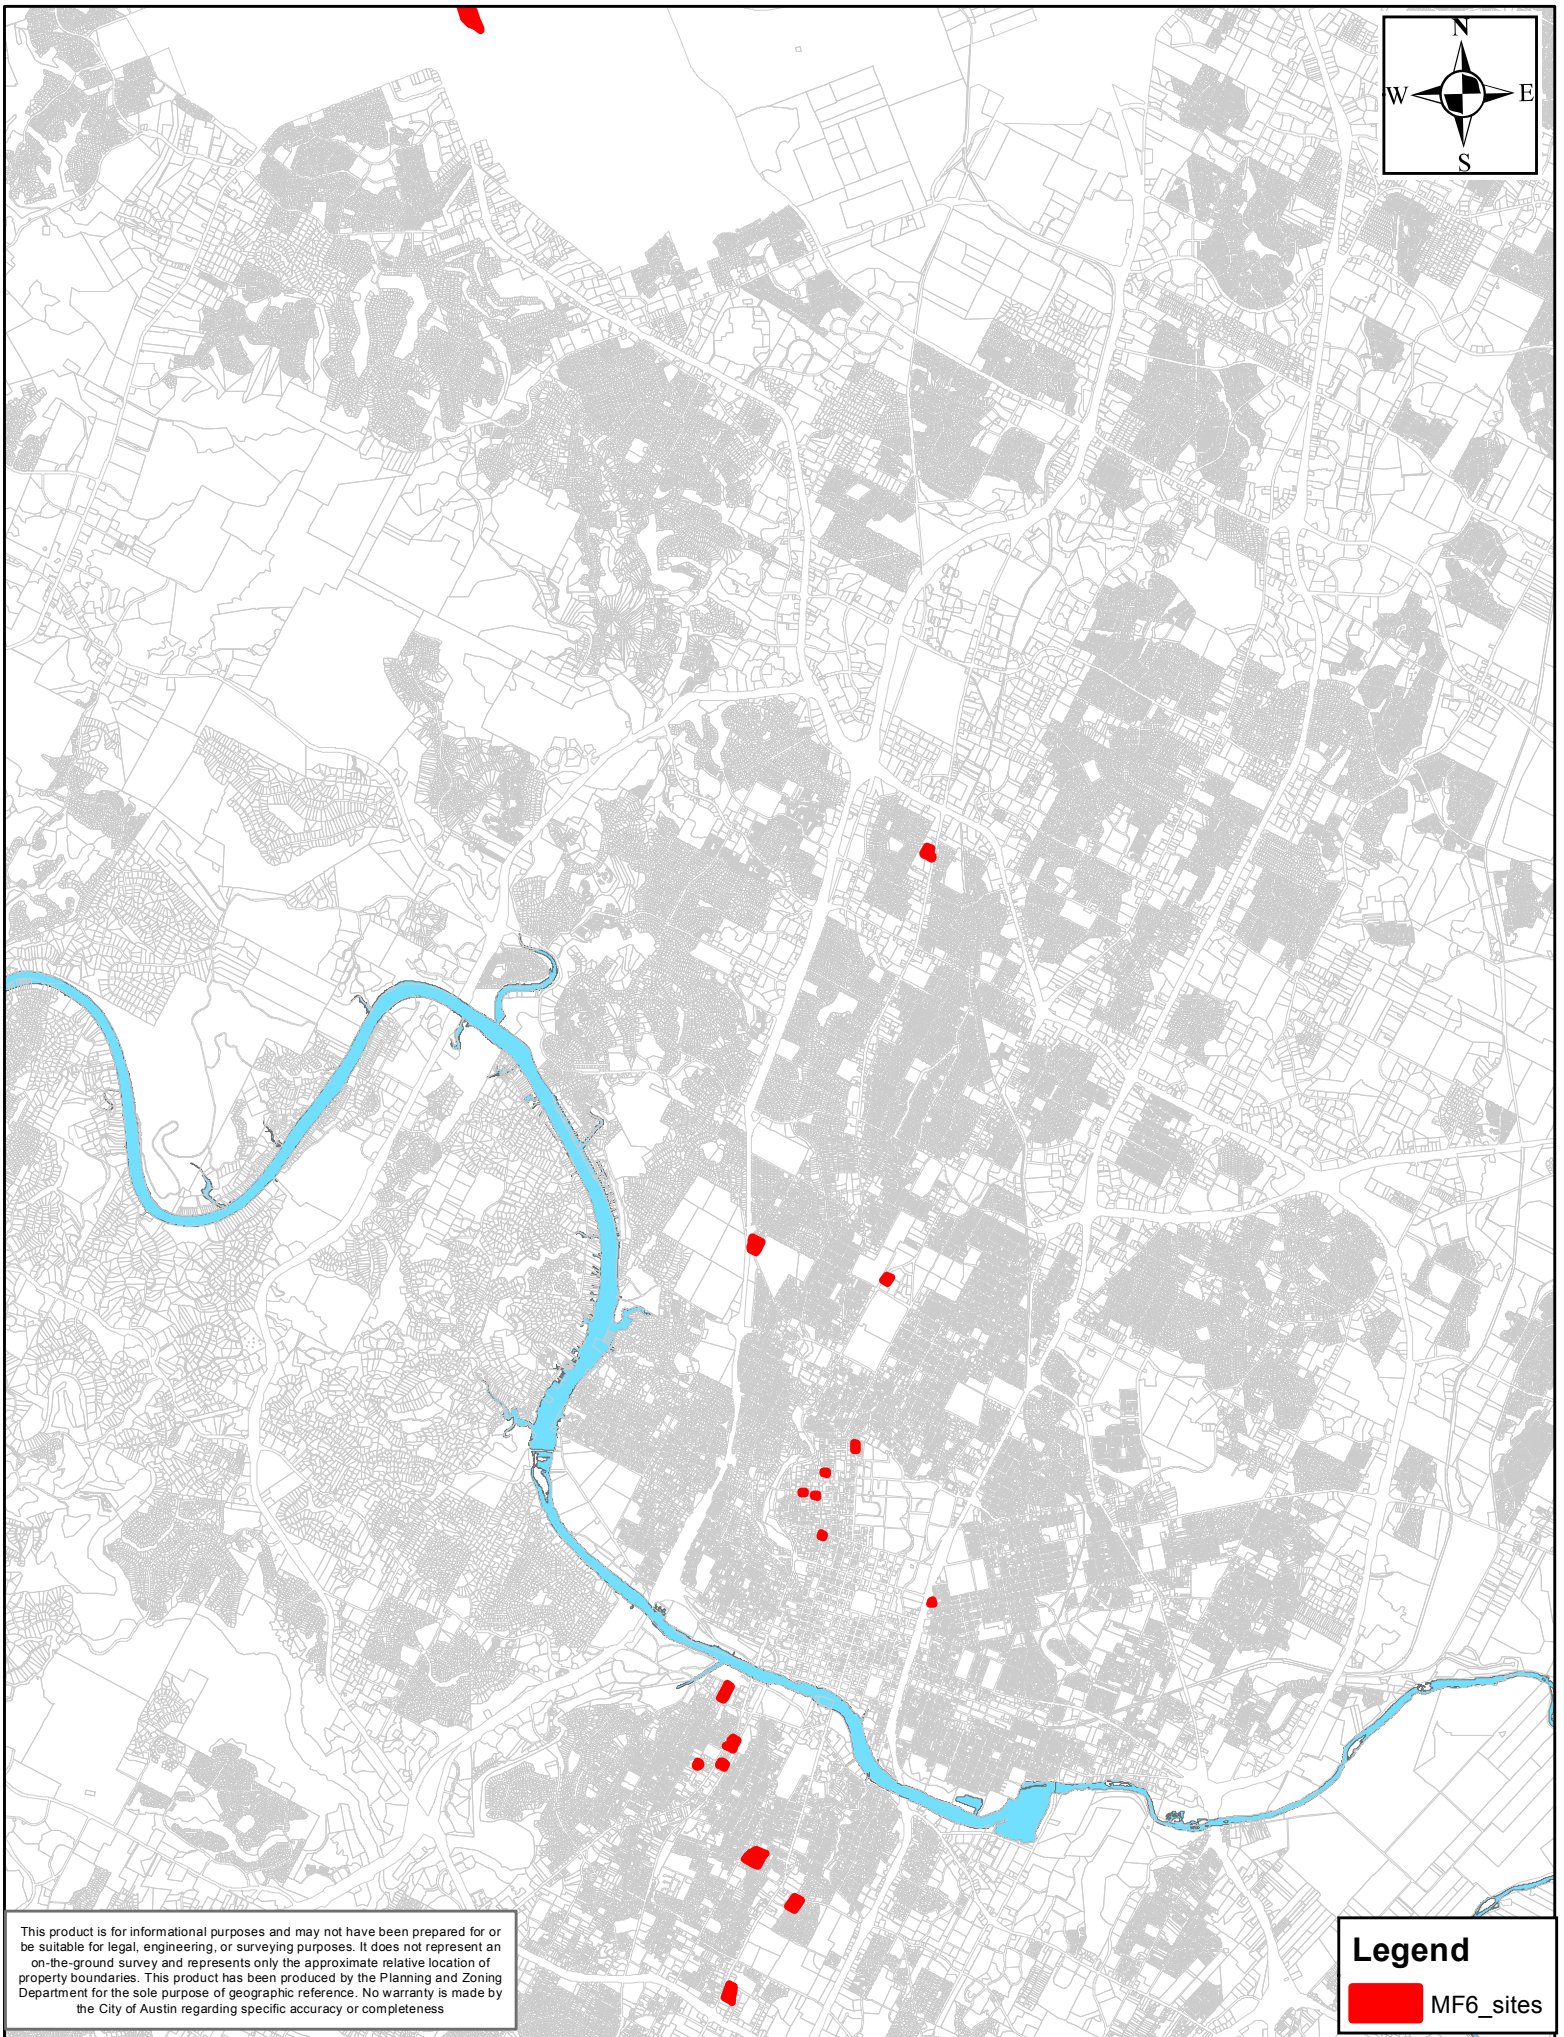 N
W
E
S
This product is for informational purposes and may not have been prepared for or
be suitable for legal, engineering, or surveying purposes. It does not represent an
on-the-ground survey and represents only the approximate relative location of
property boundaries. This product has been produced by the Planning and Zoning
Department for the sole purpose of geographic reference. No warranty is made by
the City of Austin regarding specific accuracy or completeness
Legend
MF6_sites